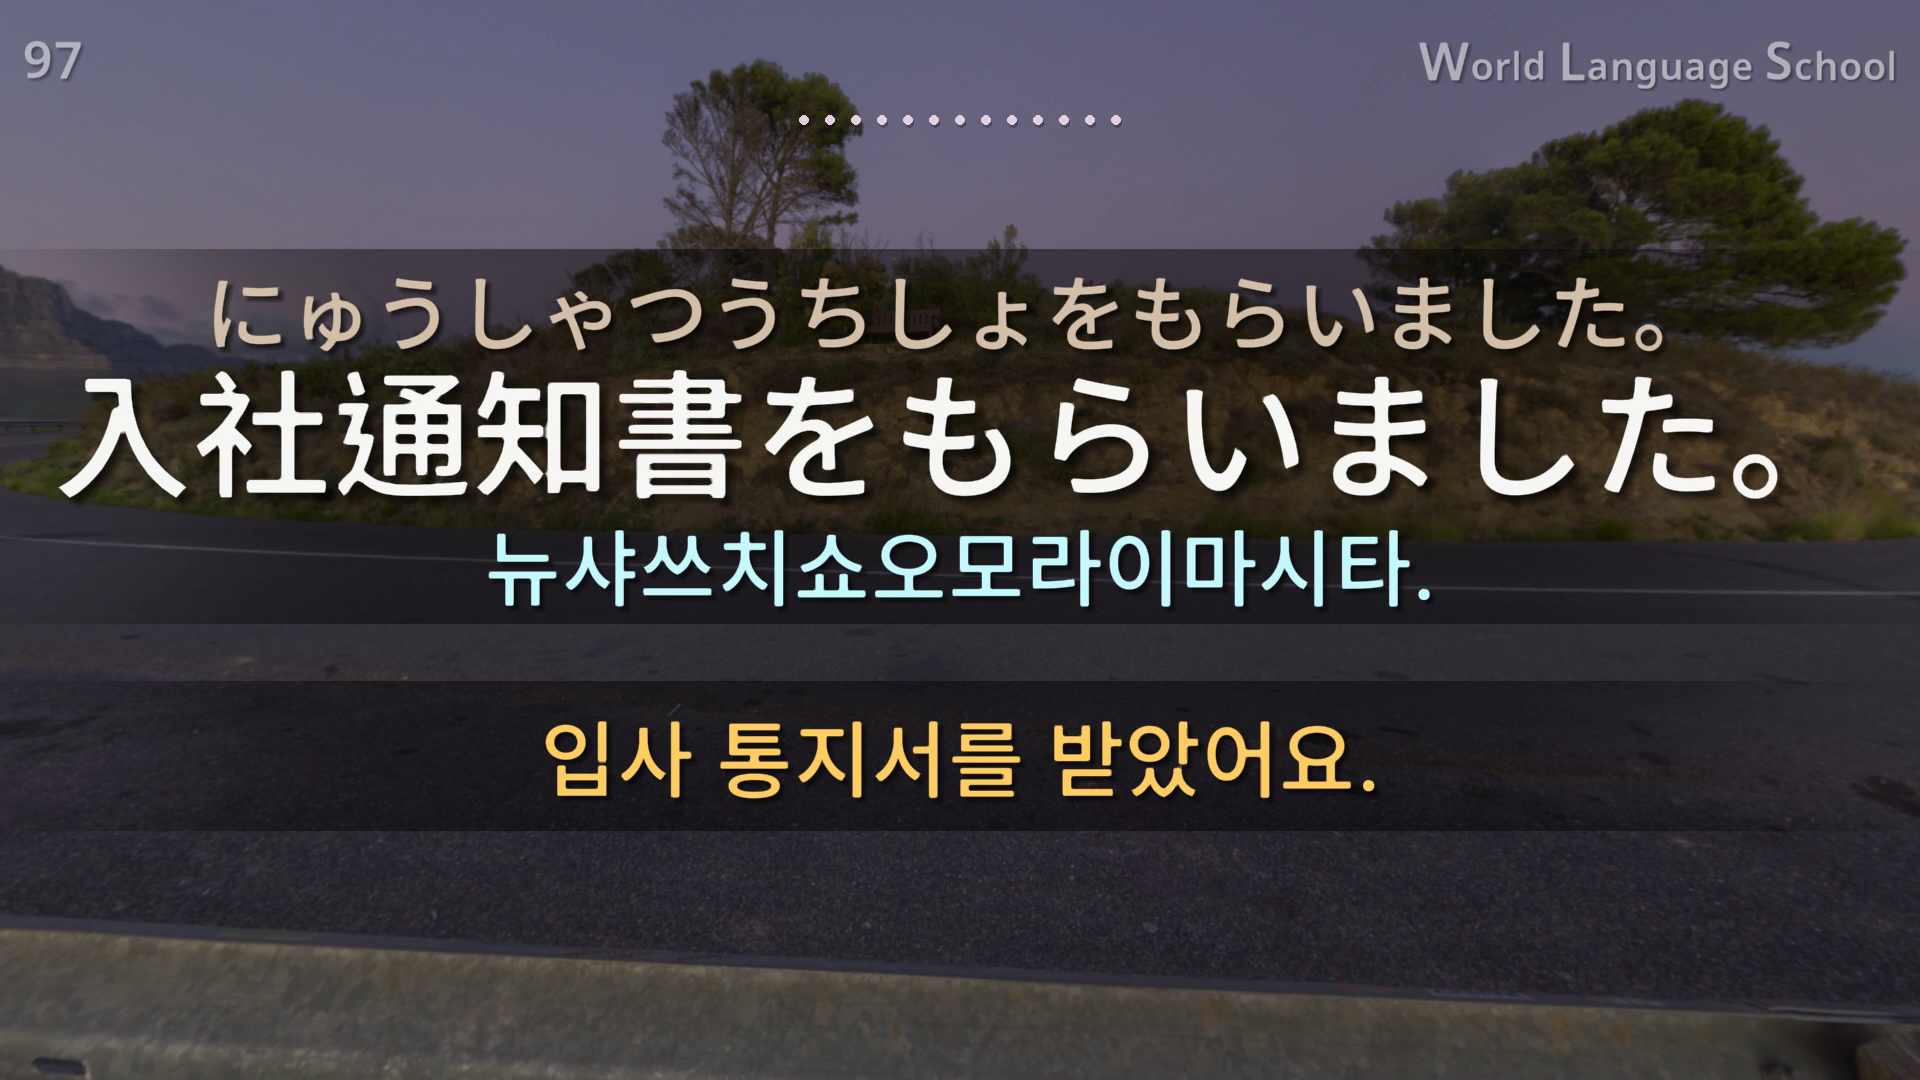 97
World Language School
にゅうしゃつうちしょをもらいました。
入社通知書をもらいました。
뉴샤쓰치쇼오모라이마시타.
입사 통지서를 받았어요.